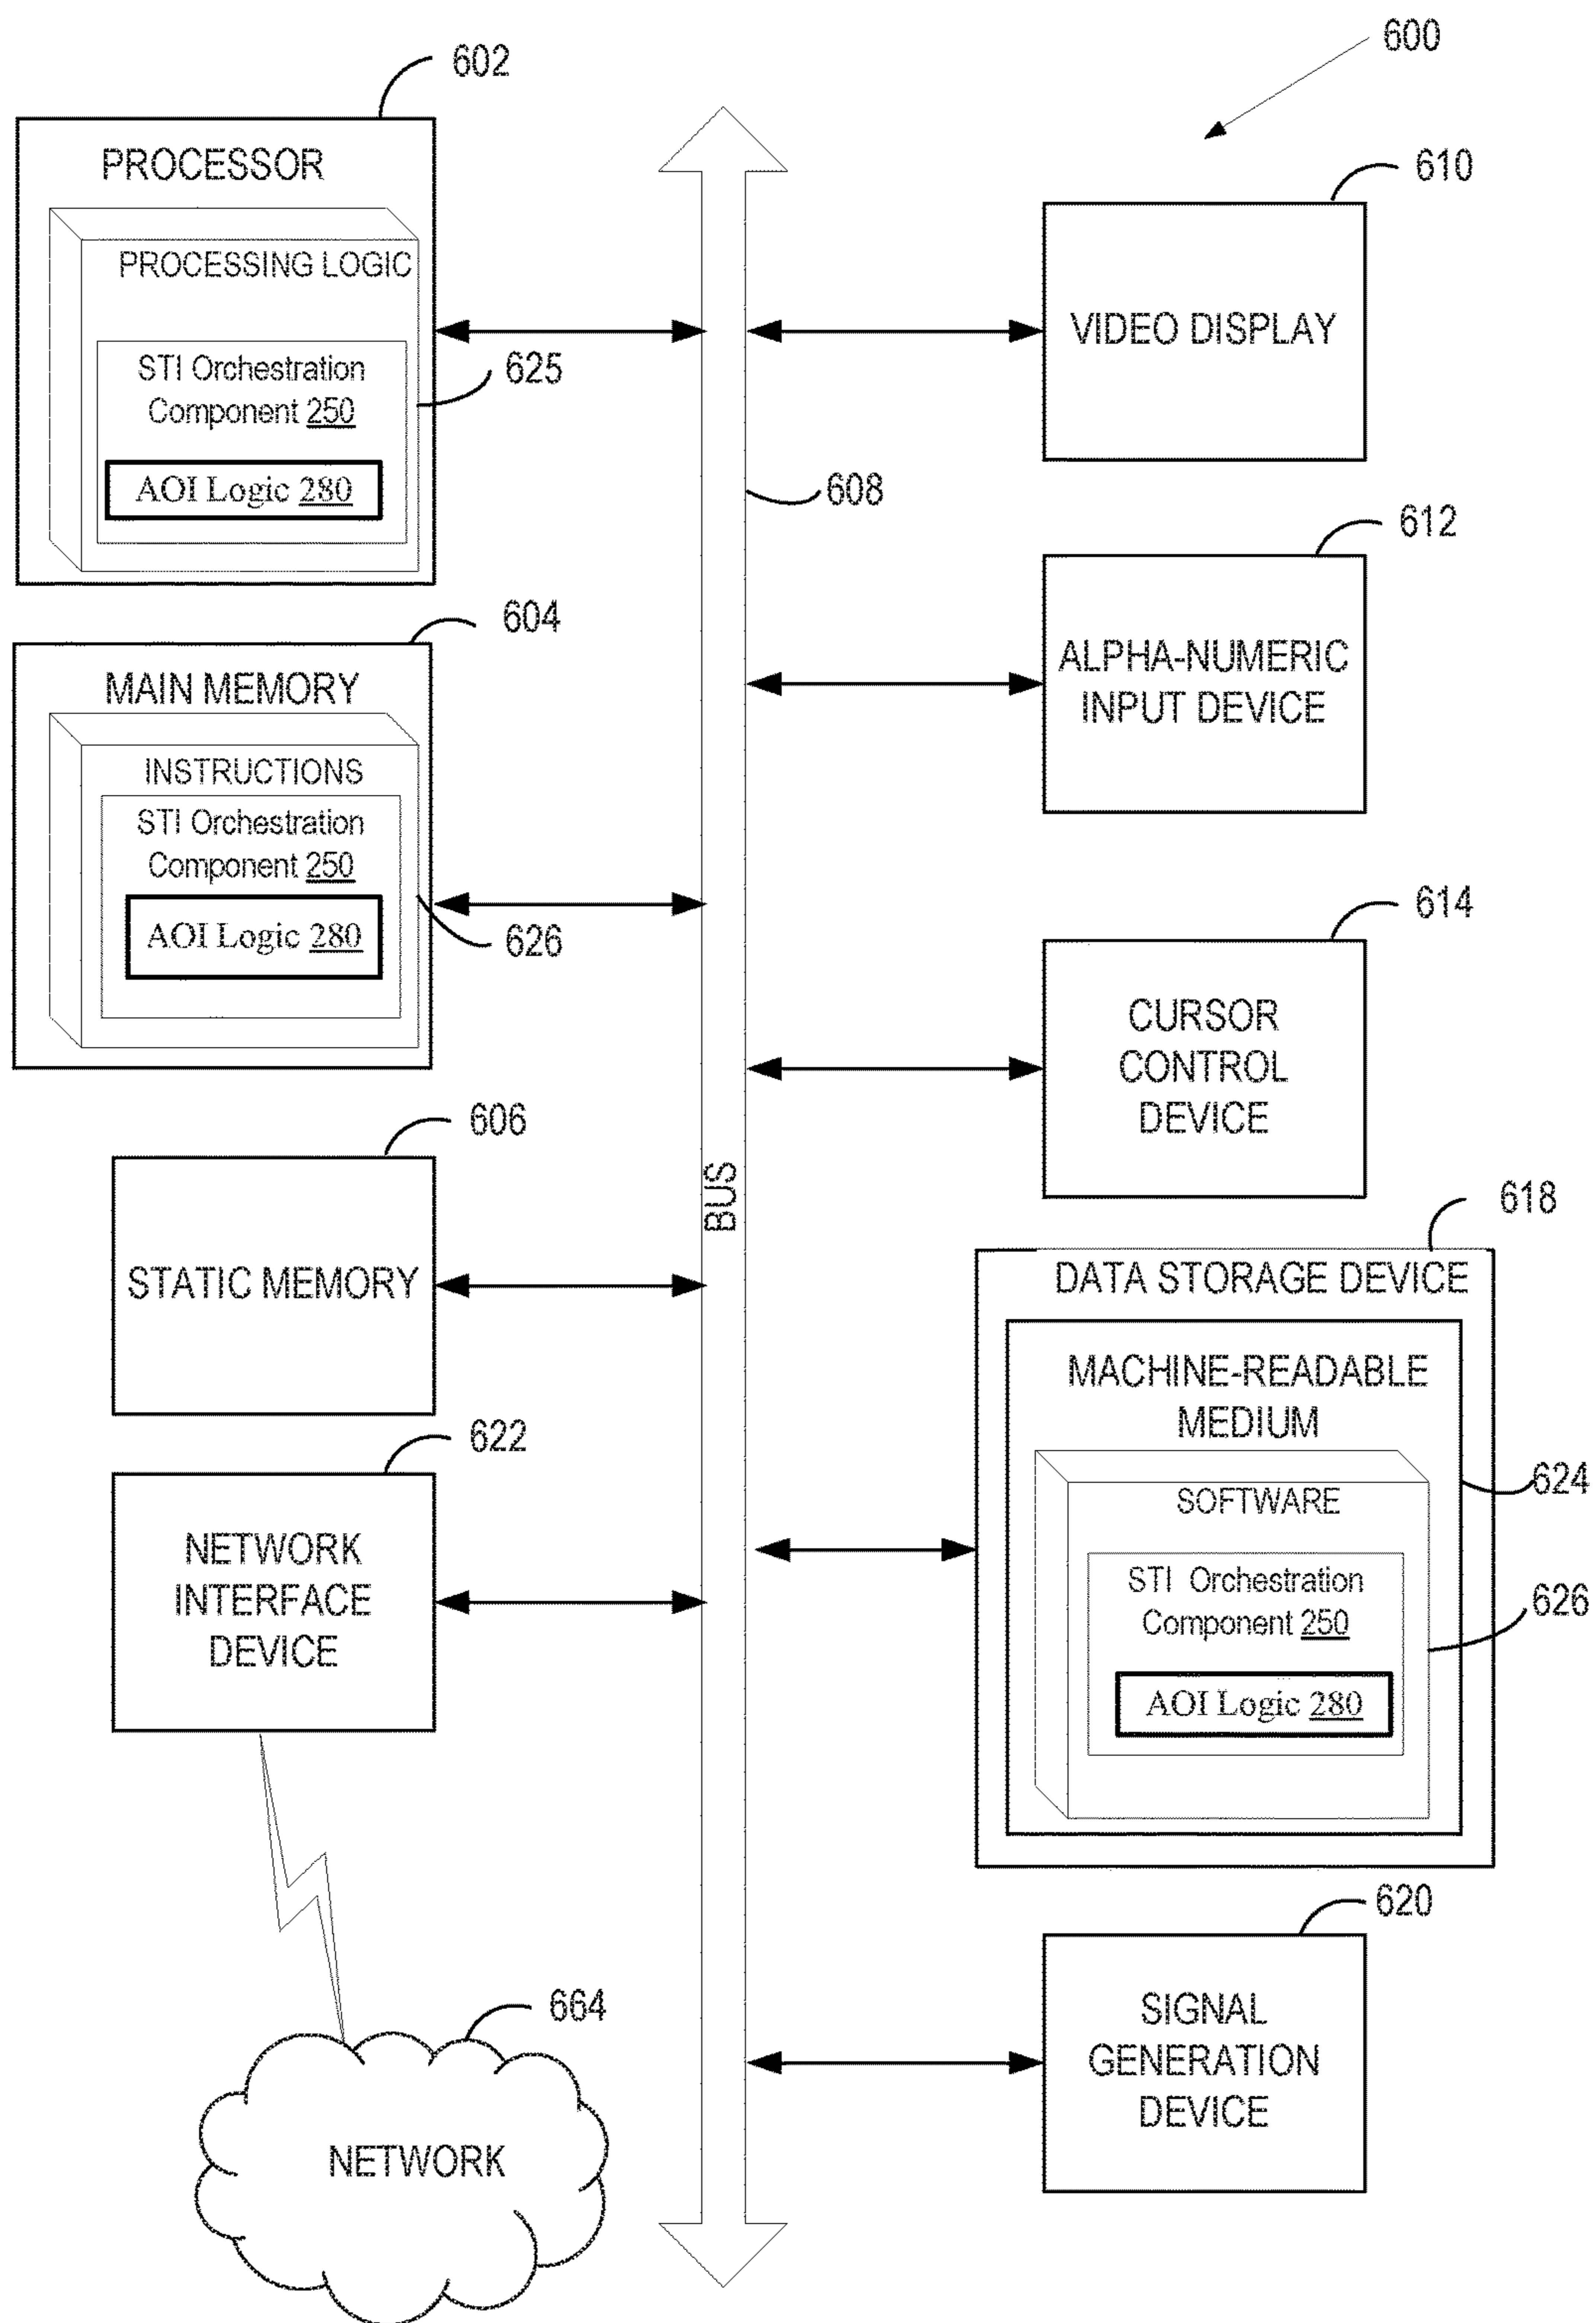 600
602
PROCESSOR
PROCESSING LOGIC
STI Orchestration
Component 250
AOI Logic 280
625
604
MAIN MEMORY
INSTRUCTIONS
STI Orchestration
Component 250
AOI Logic 280
626
606
STATIC MEMORY
622
NETWORK
INTERFACE
DEVICE
664
NETWORK
BUS
608
610
VIDEO DISPLAY
612
ALPHA-NUMERIC
INPUT DEVICE
614
CURSOR
CONTROL
DEVICE
618
DATA STORAGE DEVICE
MACHINE-READABLE
MEDIUM
624
SOFTWARE
STI Orchestration
Component 250
AOI Logic 280
626
620
SIGNAL
GENERATION
DEVICE